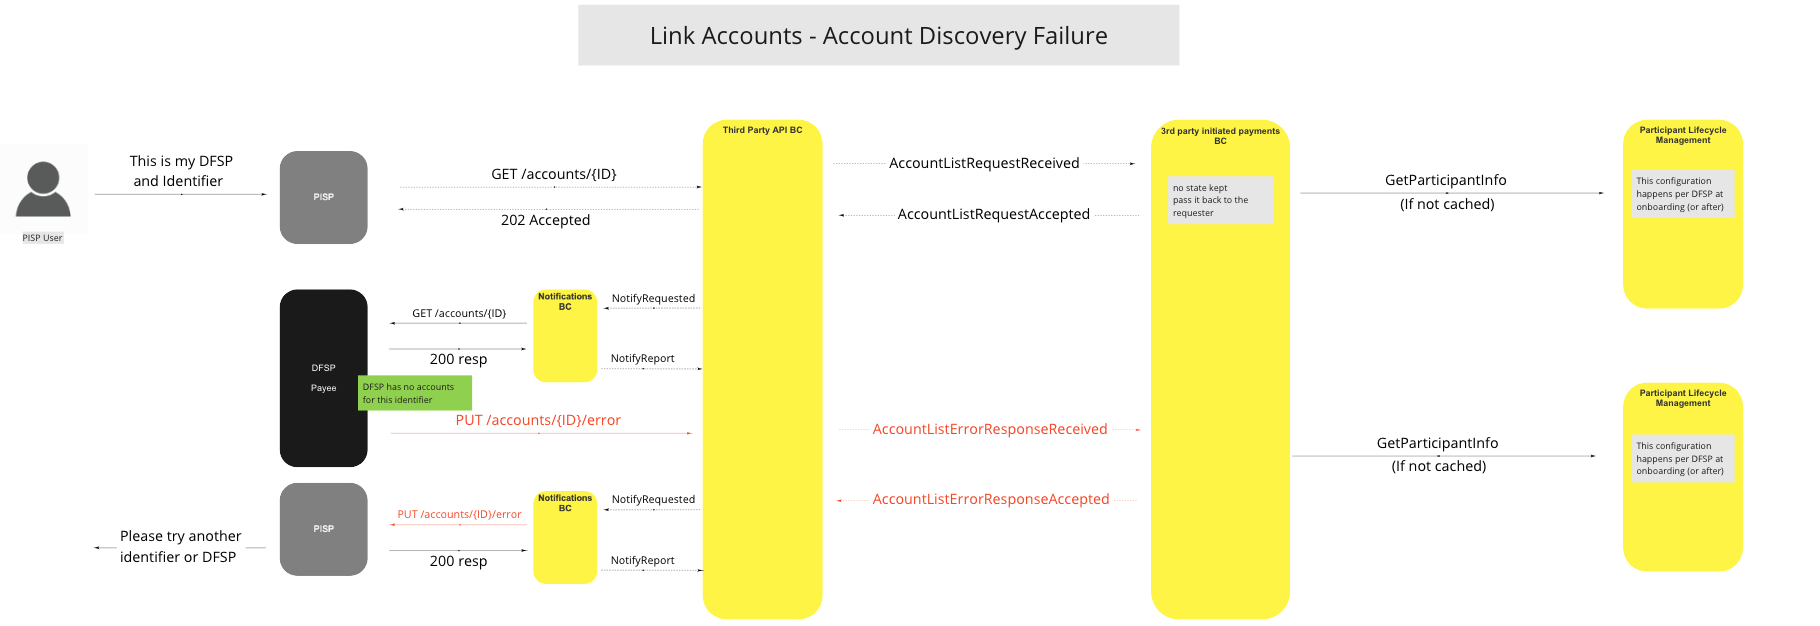 Link Accounts - Account Discovery Failure
Third Party API BC
3rd party initiated payments
BC
Participant Lifecycle
Management
This is my DFSP
and Identifier
PISP User
PISP
GET /accounts/{ID}
202 Accepted
AccountListRequestReceived
AccountListRequestAccepted
no state kept
pass it back to the
requester
GetParticipantInfo
(If not cached)
This configuration
happens per DFSP at
onboarding (or after)
DFSP
Payee
GET /accounts/{ID}
200 resp
Notifications
BC
NotifyRequested
NotifyReport
DFSP has no accounts
for this identifier
PUT /accounts/{ID}/error
AccountListErrorResponseReceived
GetParticipantInfo
(If not cached)
Participant Lifecycle
Management
This configuration
happens per DFSP at
onboarding (or after)
AccountListErrorResponseAccepted
Notifications
BC
NotifyRequested
NotifyReport
PUT /accounts/{ID}/error
200 resp
PISP
Please try another
identifier or DFSP